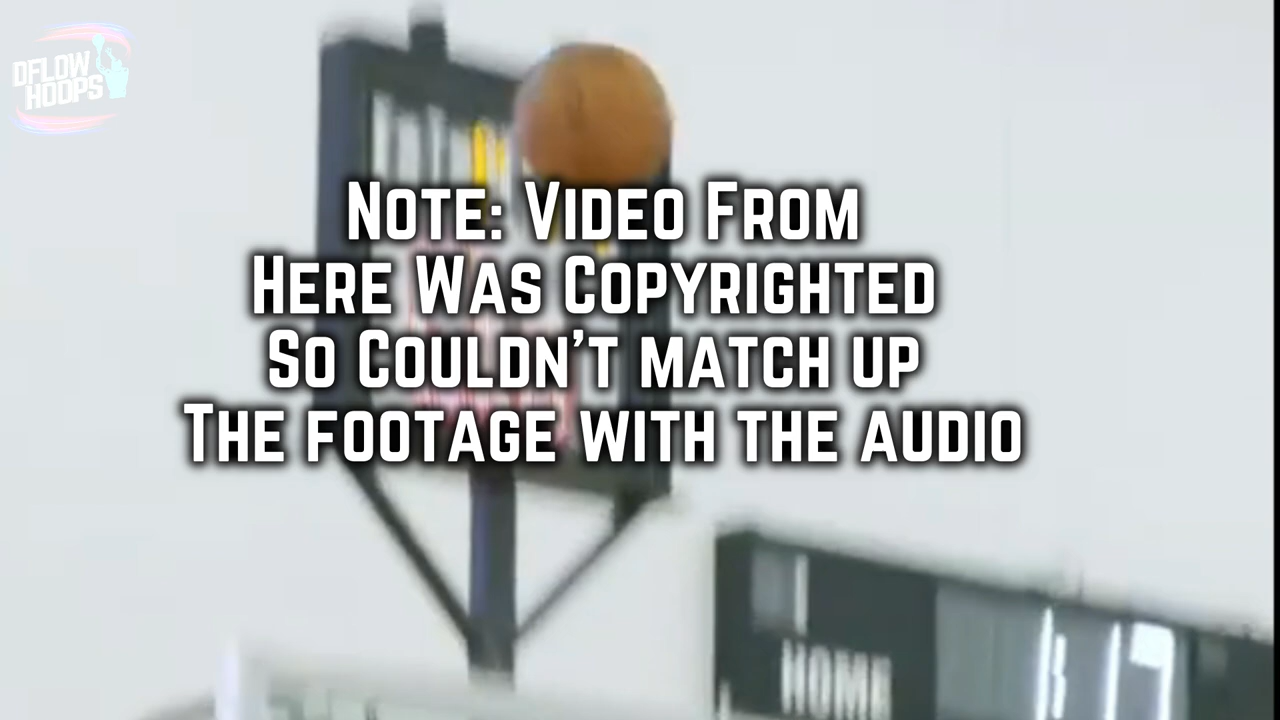 DFLOW
HOOPS
NOTE: VIDEO FROM
HERE WAS COPYRIGHTED
SO COULDN'T MATCH UP
THE FOOTAGE WITH THE AUDIO
HOME